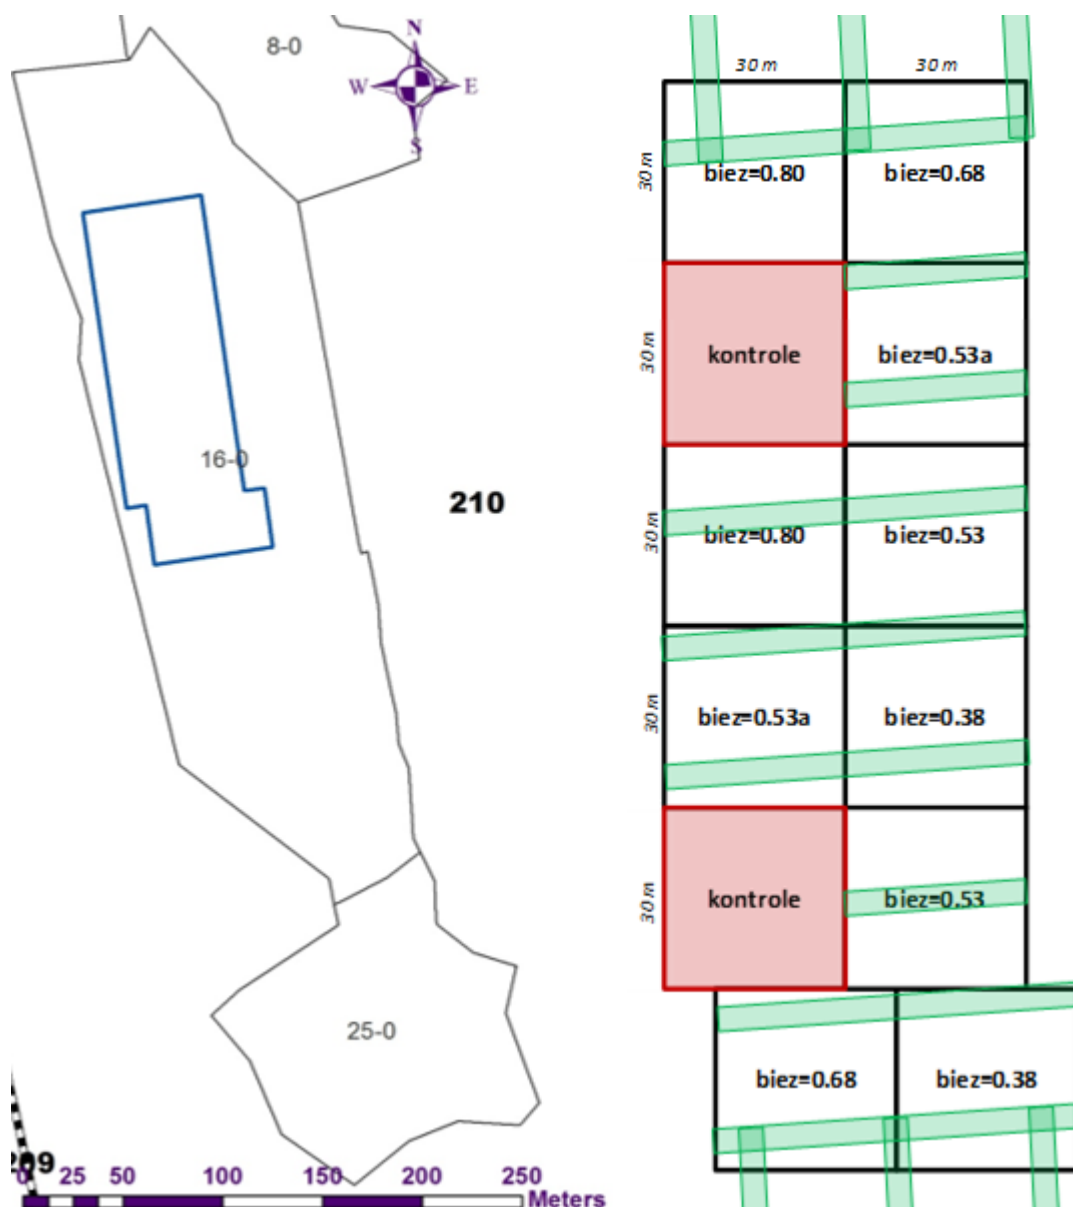 8-0
N
W E
S
16-0
210
25-0
209
0 25 50 100 150 200 250
Meters
30 m 30 m
30 m
biez=0.80 biez=0.68
30 m
kontrole biez=0.53a
30 m
biez=0.80 biez=0.53
30 m
biez=0.53a biez=0.38
30 m
kontrole biez=0.53
biez=0.68 biez=0.38